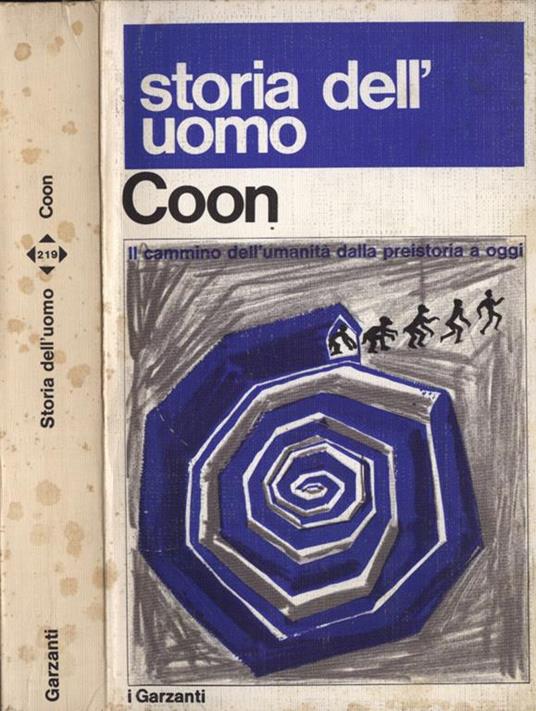 storia dell'
uomo
Coon
Il cammino dell'umanità dalla preistoria a oggi
i Garzanti
Coon
219
Storia dell'uomo
Garzanti